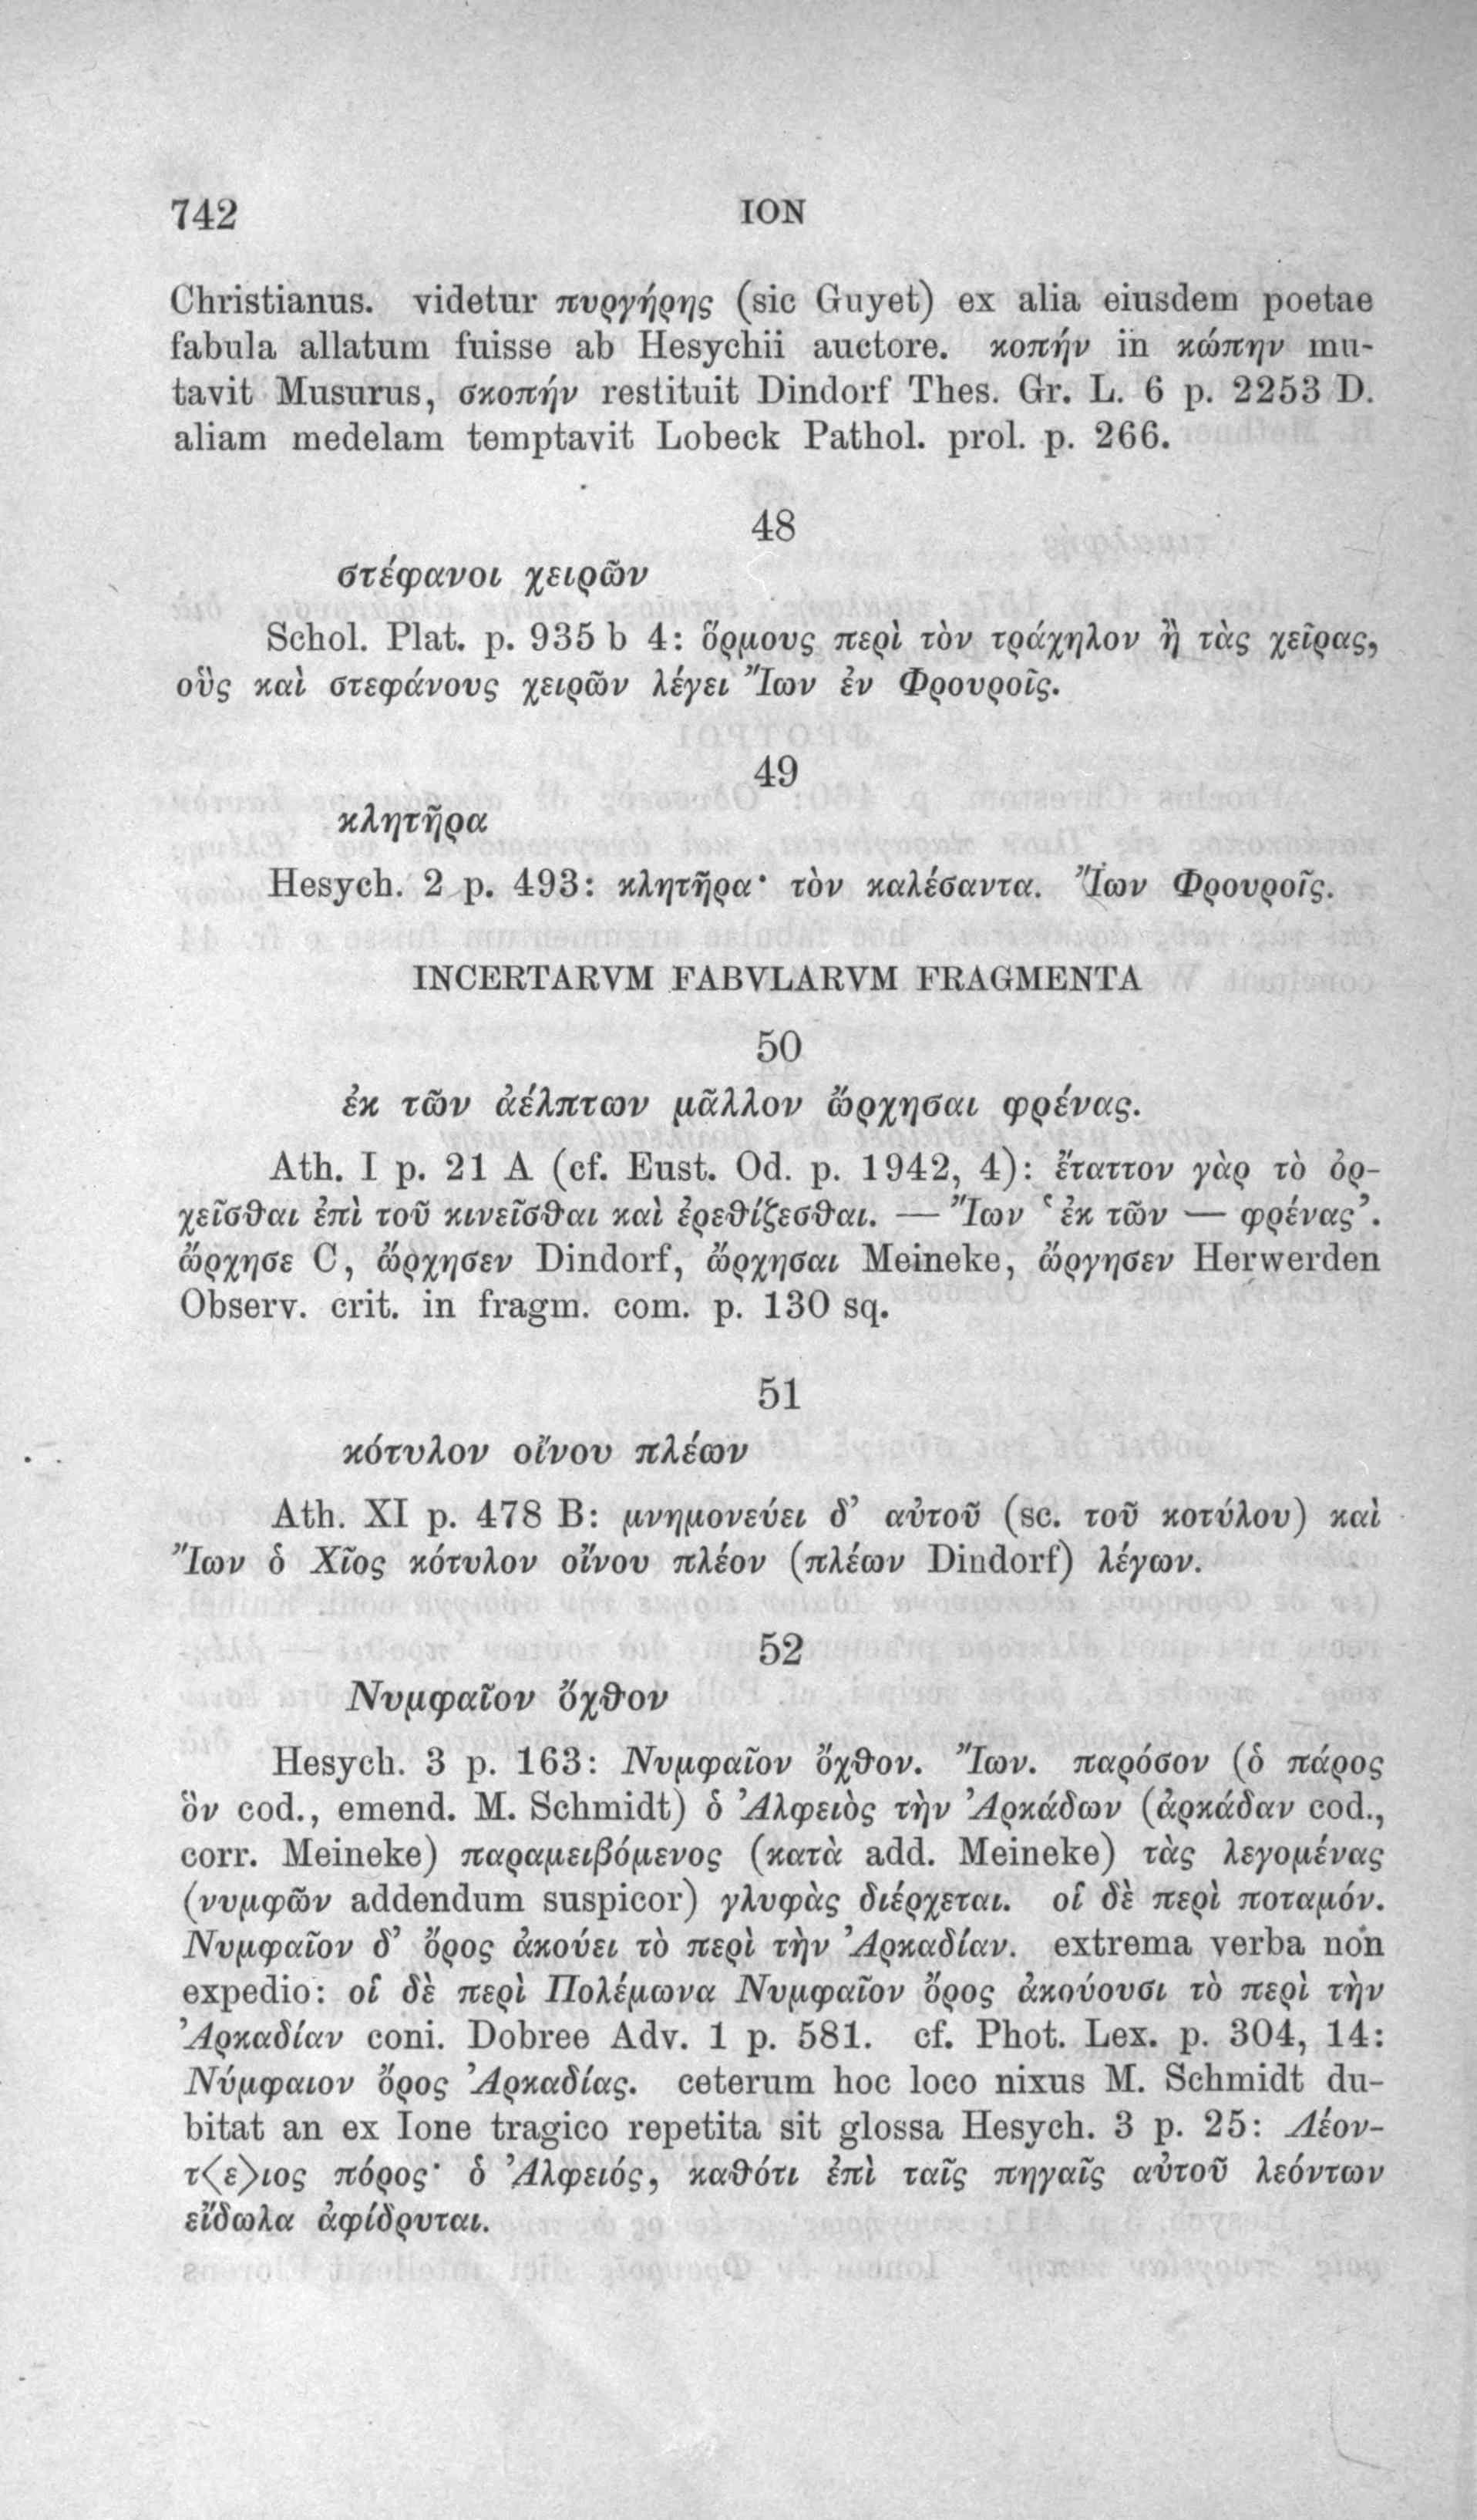 742
ION
Christianus. videtur πυργήρης (sic Guyet) ex alia eiusdem poetae
fabula allatum fuisse ab Hesychii auctore. κοπήν in κώπην mu-
tavit Musurus, σκοπήν restituit Dindorf Thes. Gr. L. 6 p. 2253 D.
aliam medelam temptavit Lobeck Pathol. prol. p. 266.
48
στέφανοι χειρῶν
Schol. Plat. p. 935 b 4: ὅρμους περὶ τὸν τράχηλον ἢ τὰς χεῖρας,
οὓς καὶ στεφάνους χειρῶν λέγει Ἴων ἐν Φρουροῖς.
49
κλητῆρα
Hesych. 2 p. 493: κλητῆρα· τὸν καλέσαντα. Ἴων Φρουροῖς.
INCERTARVM FABVLARVM FRAGMENTA
50
ἐκ τῶν ἀέλπτων μᾶλλον ὤρχησαι φρένας.
Ath. I p. 21 A (cf. Eust. Od. p. 1942, 4): ἔταττον γὰρ τὸ ὀρ-
χεῖσθαι ἐπὶ τοῦ κινεῖσθαι καὶ ἐρεθίζεσθαι. — Ἴων ‘ἐκ τῶν — φρένας’.
ὤρχησε C, ὤρχησεν Dindorf, ὤρχησαι Meineke, ὤργησεν Herwerden
Observ. crit. in fragm. com. p. 130 sq.
51
κότυλον οἴνου πλέων
Ath. XI p. 478 B: μνημονεύει δ’ αὐτοῦ (sc. τοῦ κοτύλου) καὶ
Ἴων ὁ Χῖος κότυλον οἴνου πλέον (πλέων Dindorf) λέγων.
52
Νυμφαῖον ὄχθον
Hesych. 3 p. 163: Νυμφαῖον ὄχθον. Ἴων. παρόσον (ὁ πάρος
ὃν cod., emend. M. Schmidt) ὁ Ἀλφειὸς τὴν Ἀρκάδων (ἀρκάδαν cod.,
corr. Meineke) παραμειβόμενος (κατὰ add. Meineke) τὰς λεγομένας
(νυμφῶν addendum suspicor) γλυφὰς διέρχεται. οἱ δὲ περὶ ποταμόν.
Νυμφαῖον δ’ ὄρος ἀκούει τὸ περὶ τὴν Ἀρκαδίαν. extrema verba non
expedio: οἱ δὲ περὶ Πολέμωνα Νυμφαῖον ὄρος ἀκούουσι τὸ περὶ τὴν
Ἀρκαδίαν coni. Dobree Adv. 1 p. 581. cf. Phot. Lex. p. 304, 14:
Νύμφαιον ὄρος Ἀρκαδίας. ceterum hoc loco nixus M. Schmidt du-
bitat an ex Ione tragico repetita sit glossa Hesych. 3 p. 25: Λέον-
τ〈ε〉ιος πόρος· ὁ Ἀλφειός, καθότι ἐπὶ ταῖς πηγαῖς αὐτοῦ λεόντων
εἴδωλα ἀφίδρυται.